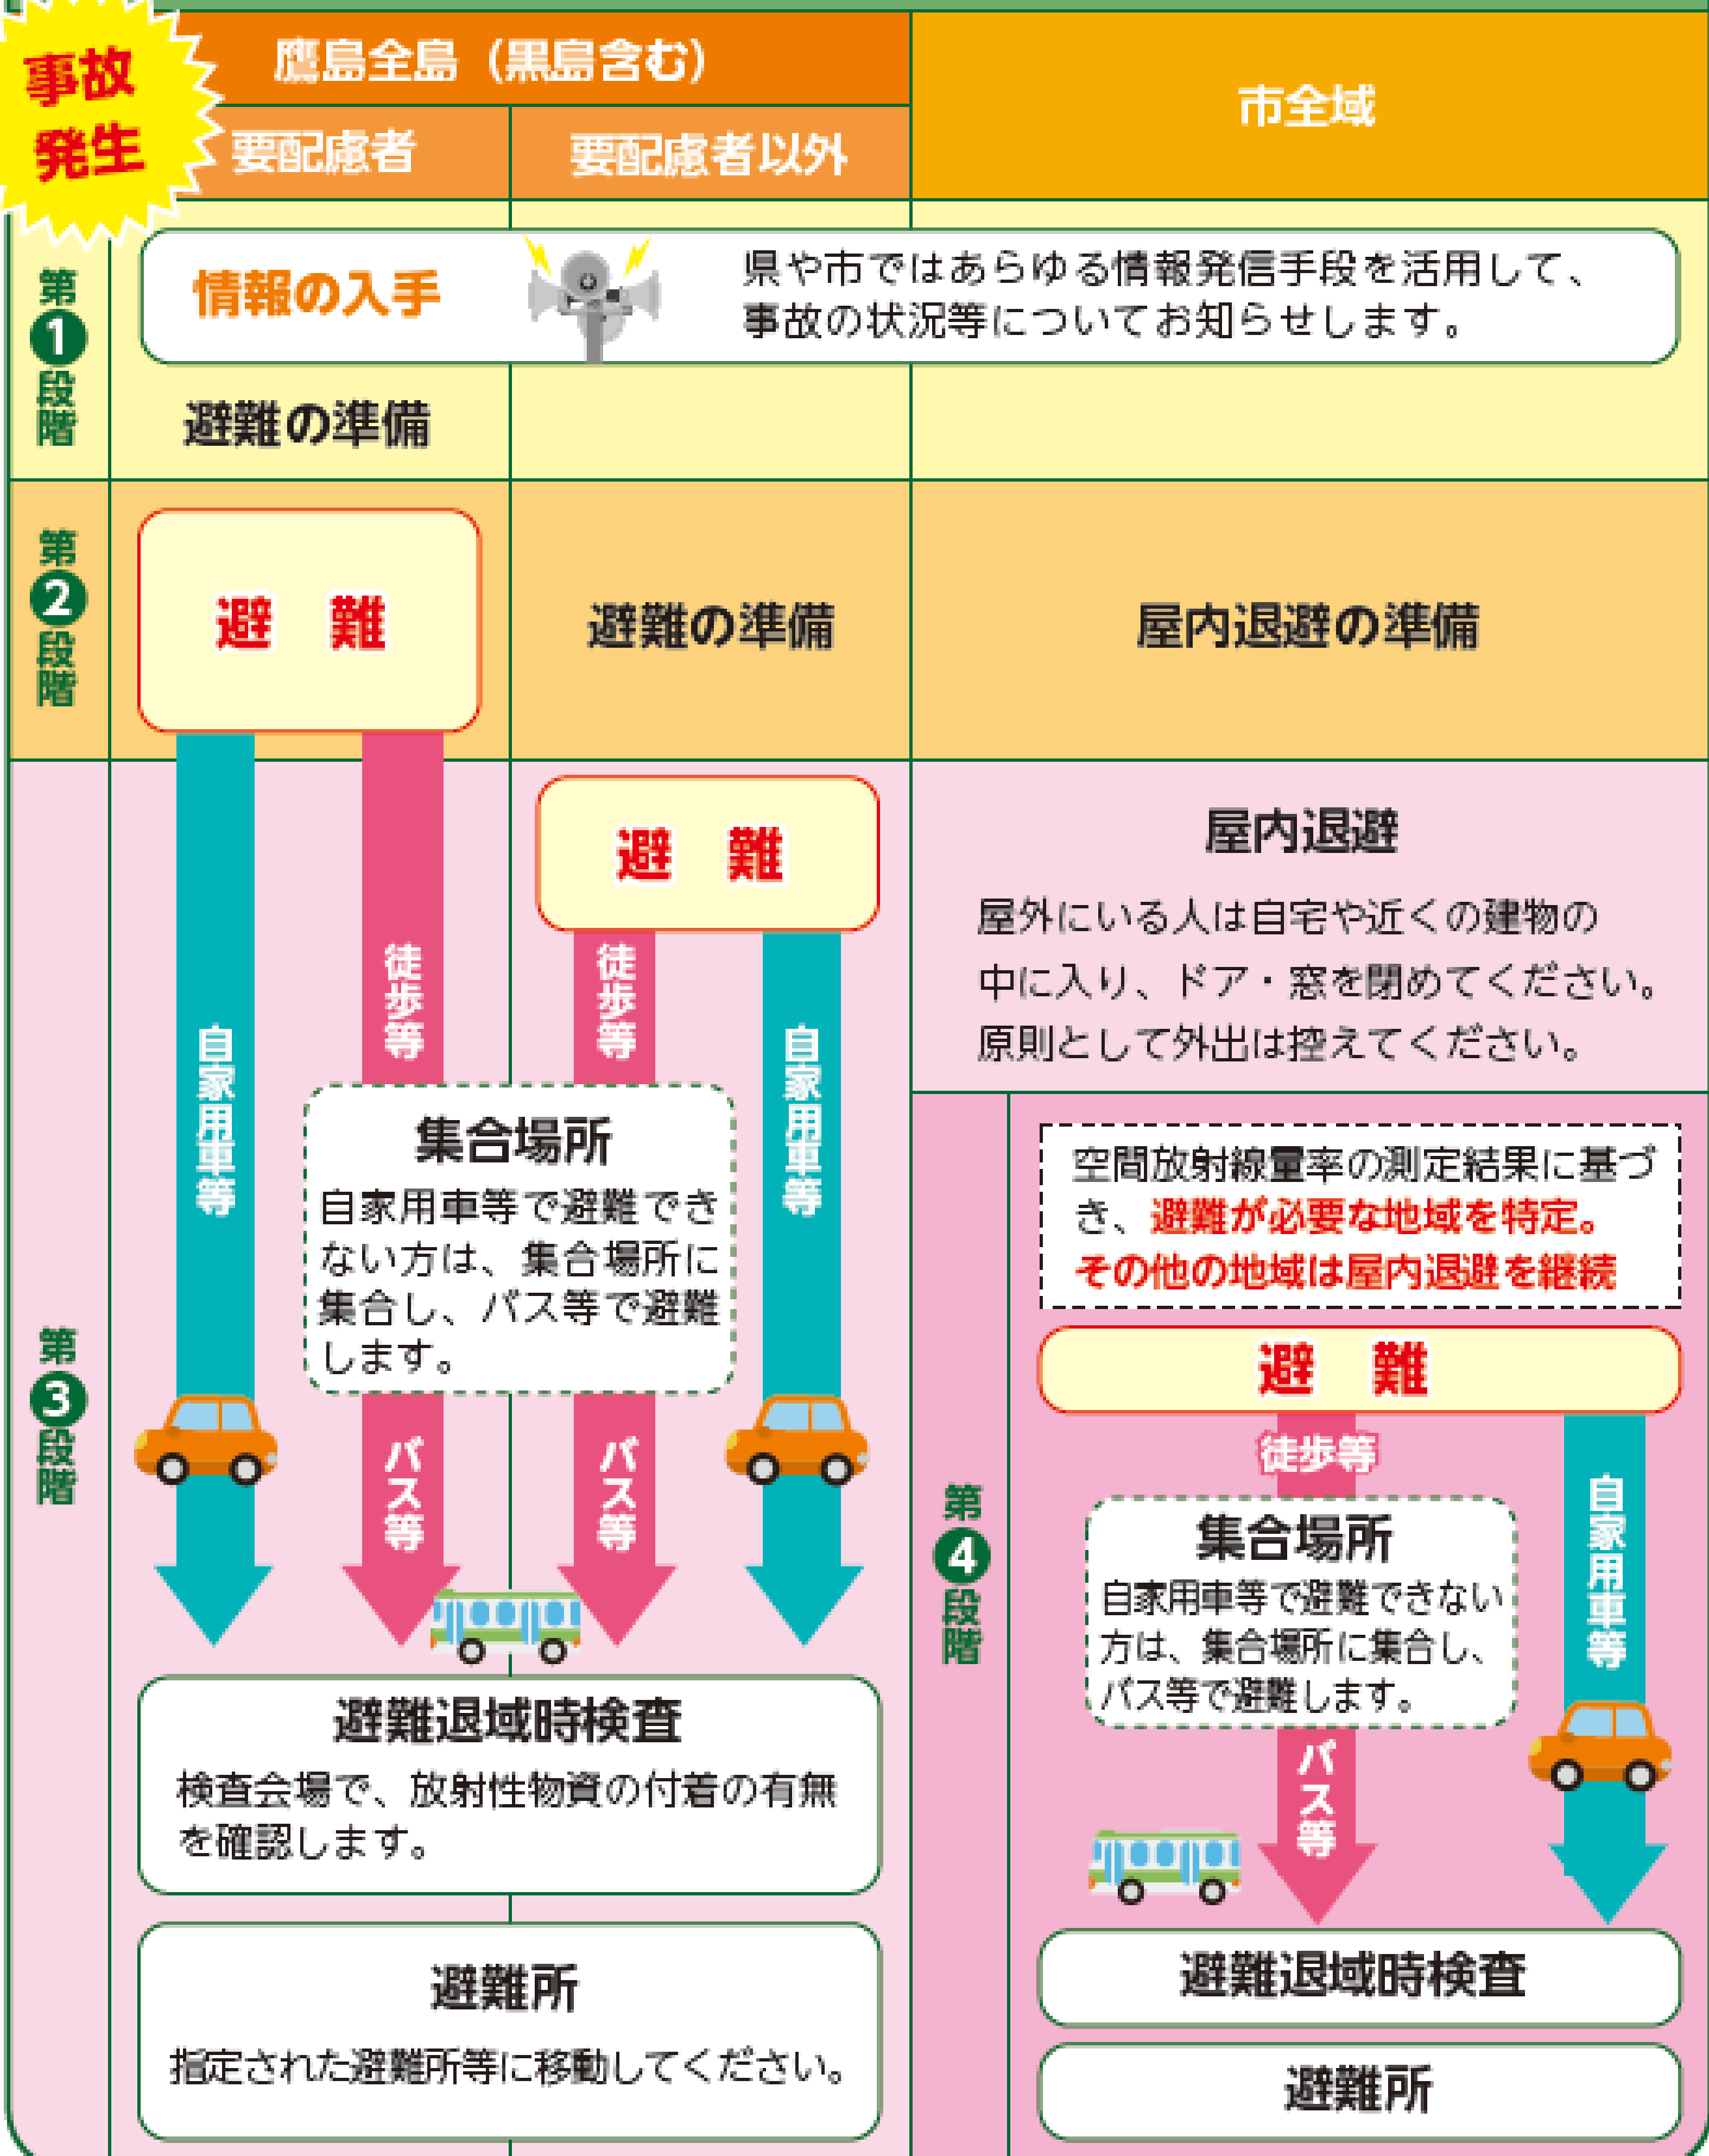 事故
発生
鷹島全島（黒島含む）
市全域
要配慮者
要配慮者以外
第1段階
情報の入手
県や市ではあらゆる情報発信手段を活用して、
事故の状況等についてお知らせします。
避難の準備
第2段階
避　難
避難の準備
屋内退避の準備
第3段階
避　難
自家用車等
徒歩等
徒歩等
自家用車等
集合場所
自家用車等で避難でき
ない方は、集合場所に
集合し、バス等で避難
します。
バス等
バス等
避難退域時検査
検査会場で、放射性物資の付着の有無
を確認します。
避難所
指定された避難所等に移動してください。
屋内退避
屋外にいる人は自宅や近くの建物の
中に入り、ドア・窓を閉めてください。
原則として外出は控えてください。
第4段階
空間放射線量率の測定結果に基づ
き、避難が必要な地域を特定。
その他の地域は屋内退避を継続
避　難
徒歩等
自家用車等
集合場所
自家用車等で避難できない
方は、集合場所に集合し、
バス等で避難します。
バス等
避難退域時検査
避難所